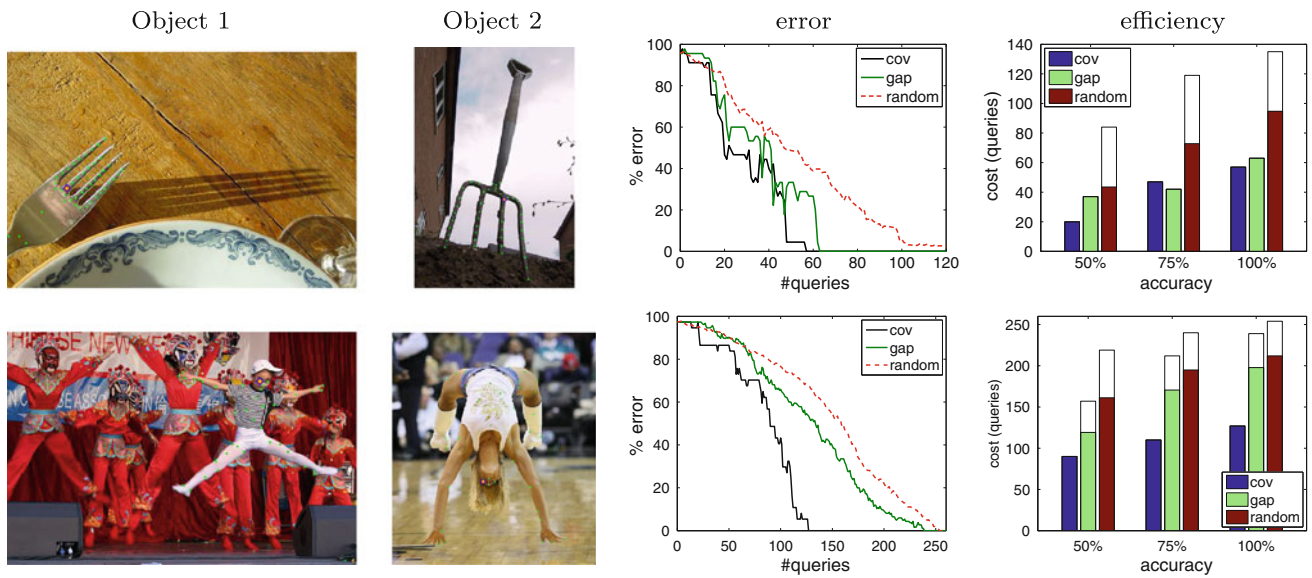 Object 1
Object 2
error
efficiency
100
80
60
40
20
0
% error
0 20 40 60 80 100 120
#queries
cov
gap
random
140
120
100
80
60
40
20
0
cost (queries)
50% 75% 100%
accuracy
cov
gap
random
100
80
60
40
20
0
% error
0 50 100 150 200 250
#queries
cov
gap
random
250
200
150
100
50
0
cost (queries)
50% 75% 100%
accuracy
cov
gap
random